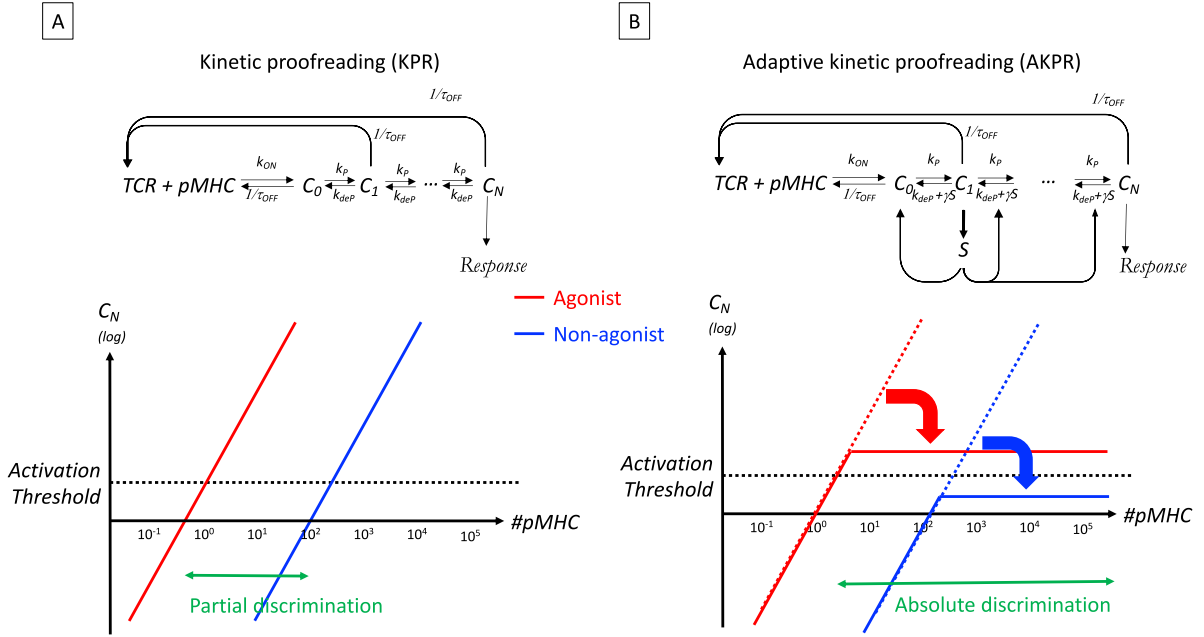 A
Kinetic proofreading (KPR)
1/τOFF
1/τOFF
kON
kP
kP
kP
TCR + pMHC
C0
C1
...
CN
1/τOFF
kdeP
kdeP
kdeP
Response
CN
(log)
Activation
Threshold
10-1
100
101
102
103
104
105
#pMHC
Partial discrimination
Agonist
Non-agonist
B
Adaptive kinetic proofreading (AKPR)
1/τOFF
1/τOFF
kON
kP
kP
kP
TCR + pMHC
C0
C1
...
CN
1/τOFF
kdeP+γS
kdeP+γS
kdeP+γS
S
Response
CN
(log)
Activation
Threshold
10-1
100
101
102
103
104
105
#pMHC
Absolute discrimination